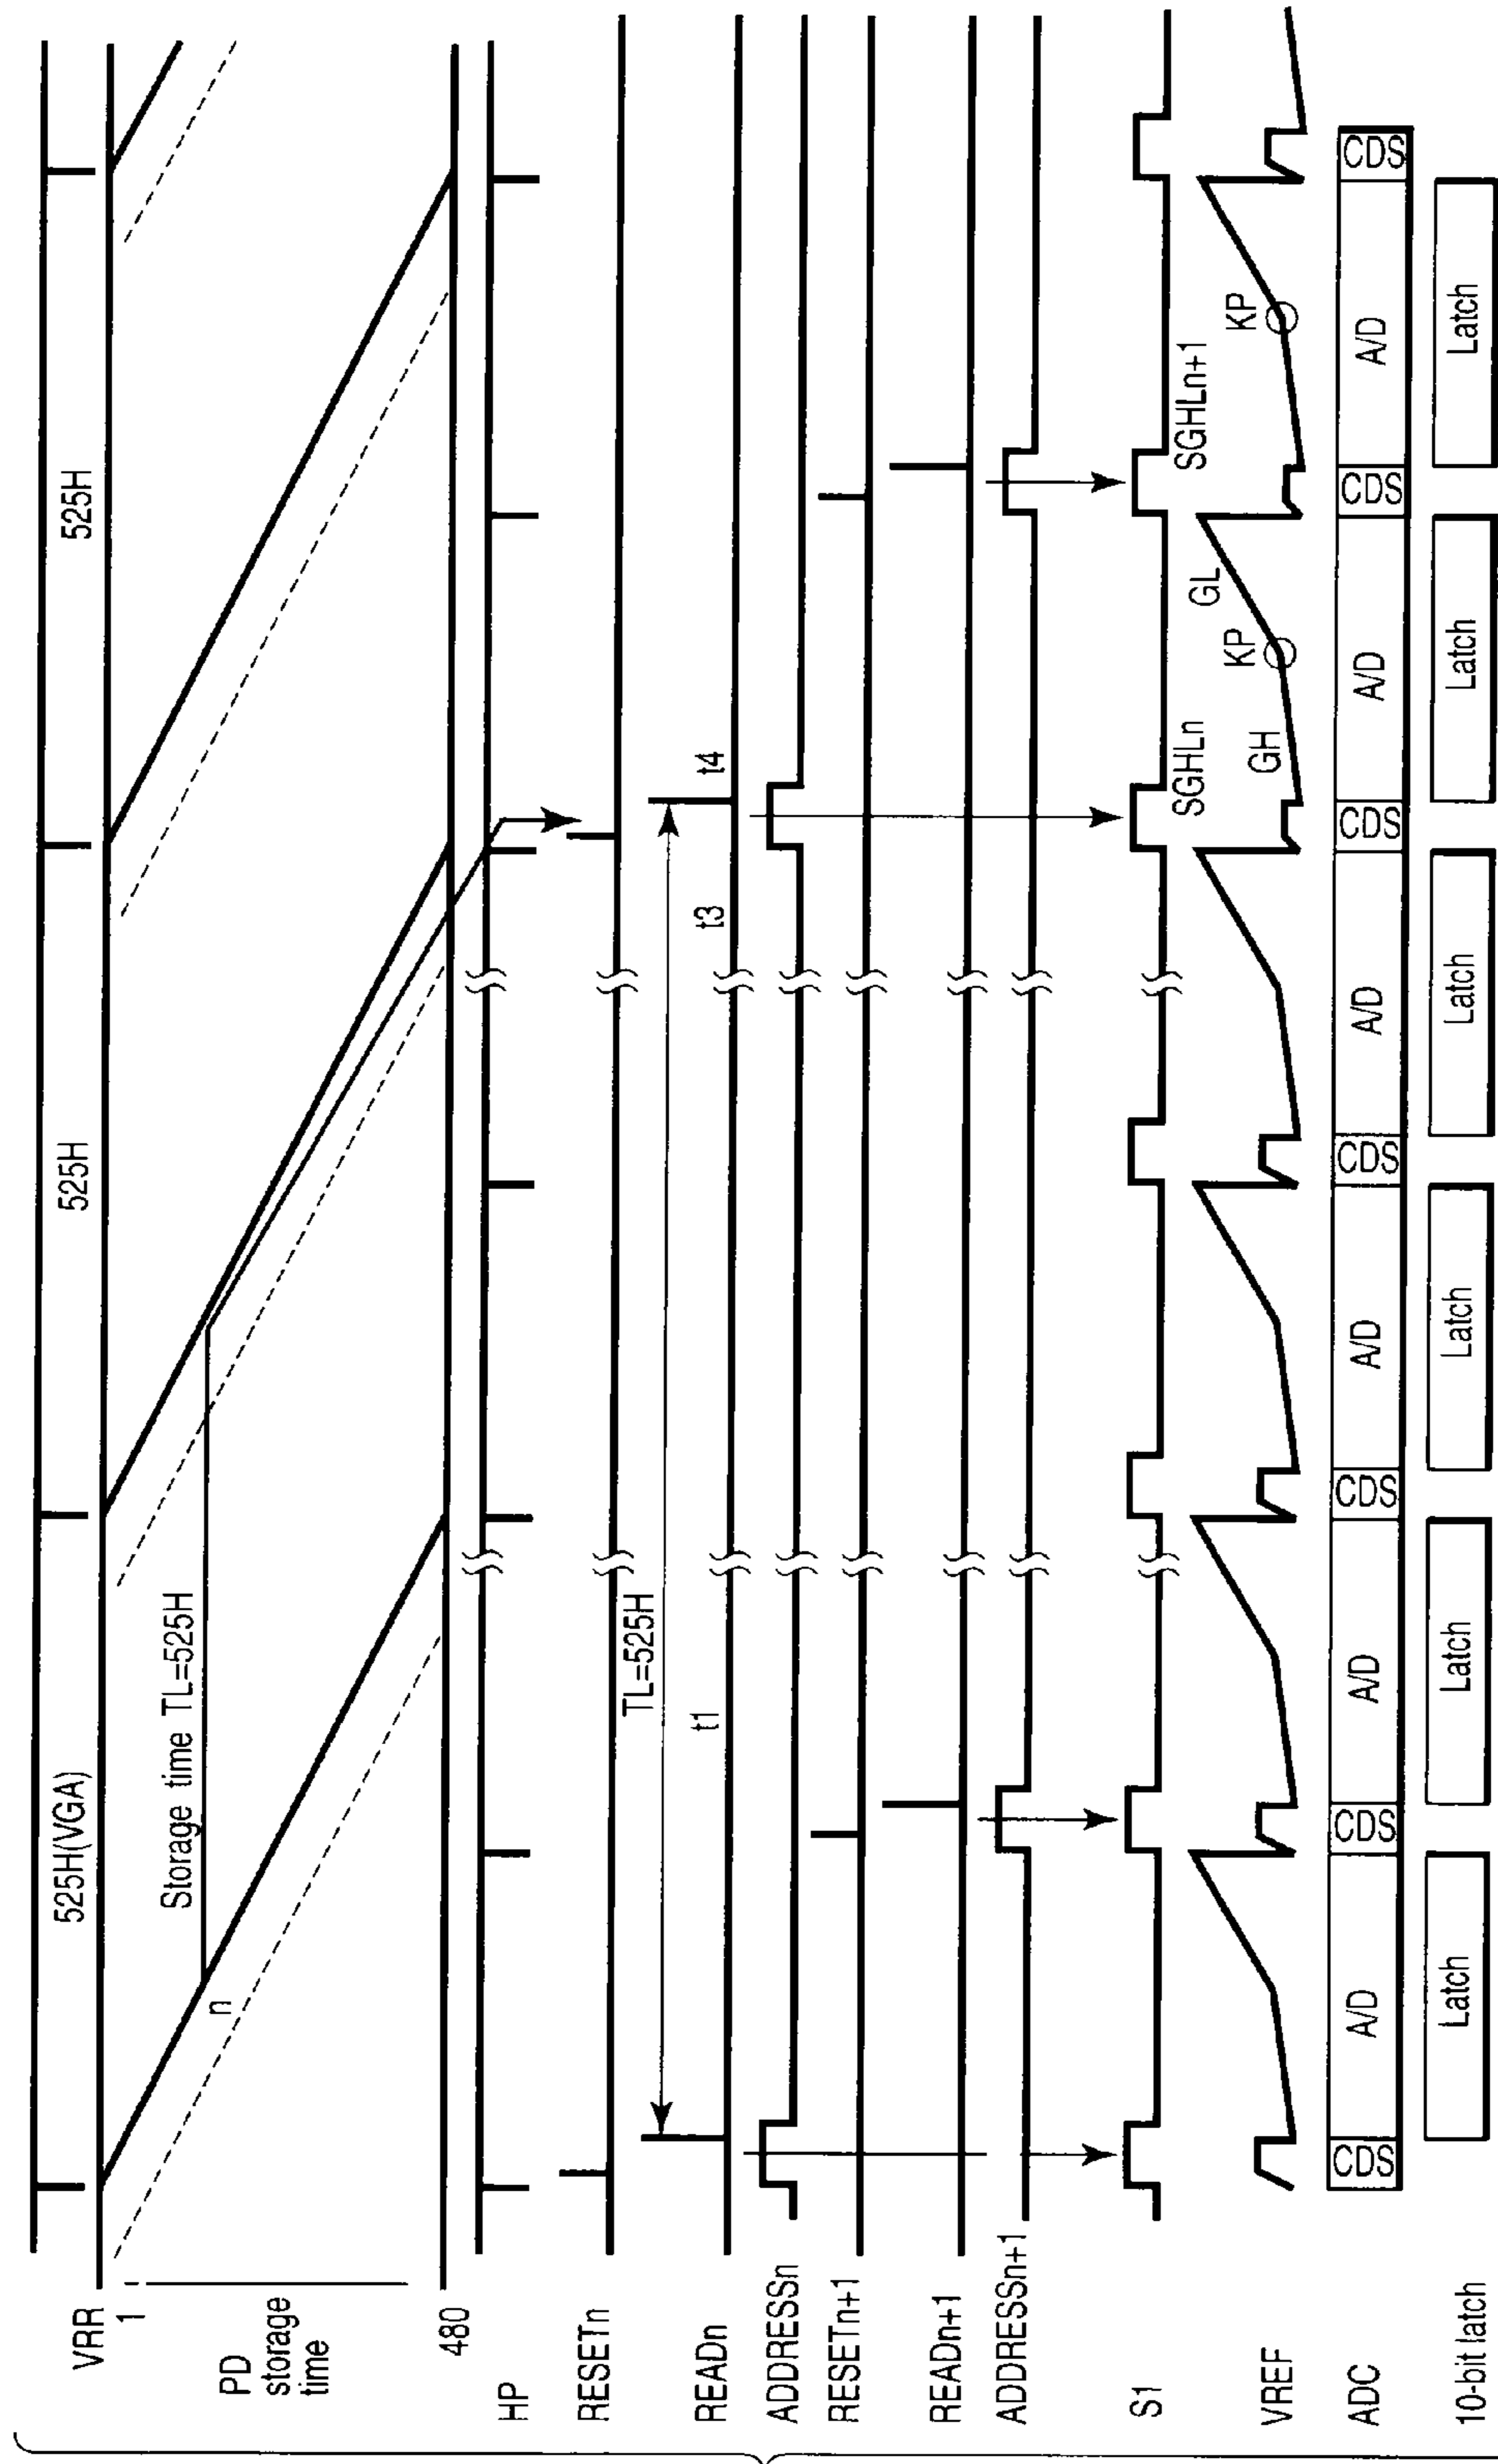 VRR
525H(VGA)
525H
525H
1
PD
storage
time
n
Storage time TL=525H
480
HP
RESETn
TL=525H
READn
t1
t3
t4
ADDRESSn
RESETn+1
READn+1
ADDRESSn+1
S1
SGHLn
SGHLn+1
VREF
GH
KP
GL
KP
ADC
CDS
A/D
CDS
A/D
CDS
A/D
CDS
A/D
CDS
A/D
CDS
A/D
CDS
10-bit latch
Latch
Latch
Latch
Latch
Latch
Latch